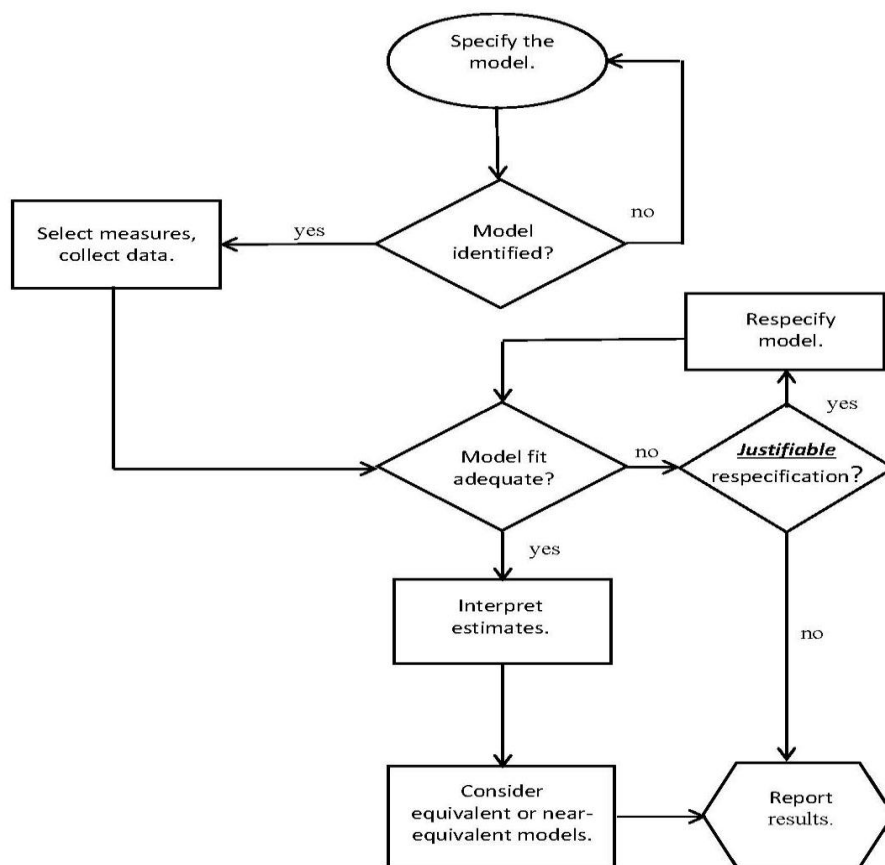 Specify the
model.
Model
identified?
no
yes
Select measures,
collect data.
Respecify
model.
yes
Justifiable
respecification?
no
Model fit
adequate?
yes
Interpret
estimates.
no
Consider
equivalent or near-
equivalent models.
Report
results.